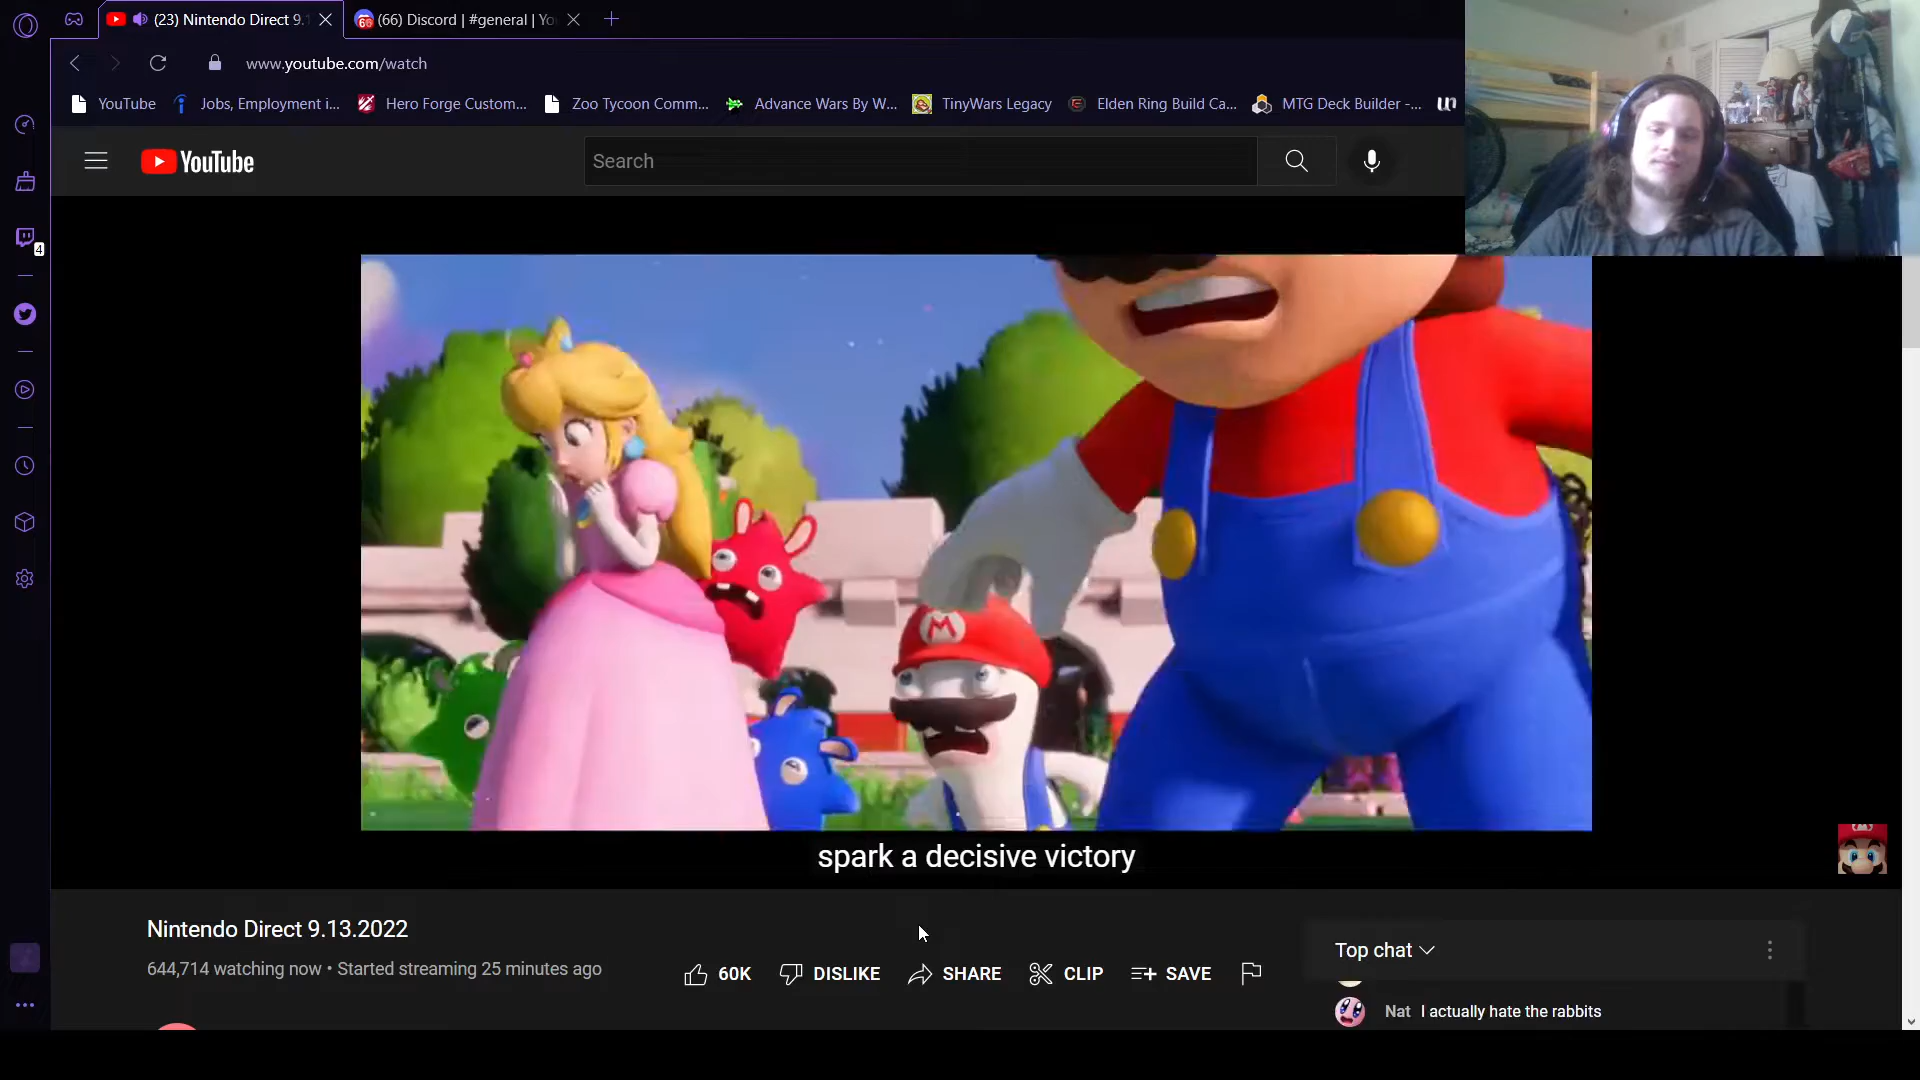 (23) Nintendo Direct 9.1
(66) Discord | #general | Yo
www.youtube.com/watch
YouTube
Jobs, Employment i...
Hero Forge Custom...
Zoo Tycoon Comm...
Advance Wars By W...
TinyWars Legacy
Elden Ring Build Ca...
MTG Deck Builder -...
YouTube
Search
4
M
spark a decisive victory
Nintendo Direct 9.13.2022
644,714 watching now • Started streaming 25 minutes ago
60K
DISLIKE
SHARE
CLIP
SAVE
Top chat
Nat I actually hate the rabbits